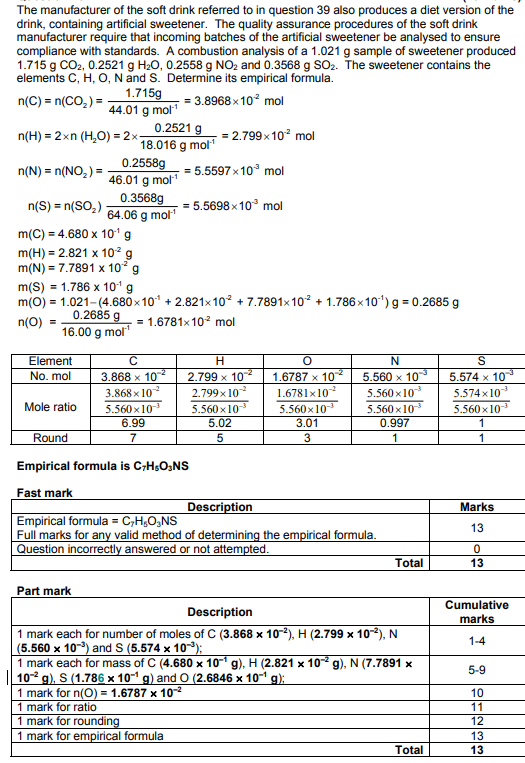 The manufacturer of the soft drink referred to in question 39 also produces a diet version of the
drink, containing artificial sweetener. The quality assurance procedures of the soft drink
manufacturer require that incoming batches of the artificial sweetener be analysed to ensure
compliance with standards. A combustion analysis of a 1.021 g sample of sweetener produced
1.715 g CO₂, 0.2521 g H₂O, 0.2558 g NO₂ and 0.3568 g SO₂. The sweetener contains the
elements C, H, O, N and S. Determine its empirical formula.
n(C) = n(CO₂) = 1.715g / 44.01 g mol⁻¹ = 3.8968×10⁻² mol
n(H) = 2×n (H₂O) = 2× 0.2521 g / 18.016 g mol⁻¹ = 2.799×10⁻² mol
n(N) = n(NO₂) = 0.2558g / 46.01 g mol⁻¹ = 5.5597×10⁻³ mol
n(S) = n(SO₂) 0.3568g / 64.06 g mol⁻¹ = 5.5698×10⁻³ mol
m(C) = 4.680 x 10⁻¹ g
m(H) = 2.821 x 10⁻² g
m(N) = 7.7891 x 10⁻² g
m(S) = 1.786 x 10⁻¹ g
m(O) = 1.021–(4.680×10⁻¹ + 2.821×10⁻² + 7.7891×10⁻² + 1.786×10⁻¹) g = 0.2685 g
n(O) = 0.2685 g / 16.00 g mol⁻¹ = 1.6781×10⁻² mol
Element C H O N S
No. mol 3.868 × 10⁻² 2.799 × 10⁻² 1.6787 × 10⁻² 5.560 × 10⁻³ 5.574 × 10⁻³
Mole ratio 3.868×10⁻² / 5.560×10⁻³ 2.799×10⁻² / 5.560×10⁻³ 1.6781×10⁻² / 5.560×10⁻³ 5.560×10⁻³ / 5.560×10⁻³ 5.574×10⁻³ / 5.560×10⁻³
6.99 5.02 3.01 0.997 1
Round 7 5 3 1 1
Empirical formula is C₇H₅O₃NS
Fast mark
Description Marks
Empirical formula = C₇H₅O₃NS
Full marks for any valid method of determining the empirical formula. 13
Question incorrectly answered or not attempted. 0
Total 13
Part mark
Description Cumulative marks
1 mark each for number of moles of C (3.868 x 10⁻²), H (2.799 x 10⁻²), N
(5.560 x 10⁻³) and S (5.574 x 10⁻³); 1-4
1 mark each for mass of C (4.680 x 10⁻¹ g), H (2.821 x 10⁻² g), N (7.7891 x
10⁻² g), S (1.786 x 10⁻¹ g) and O (2.6846 x 10⁻¹ g); 5-9
1 mark for n(O) = 1.6787 x 10⁻² 10
1 mark for ratio 11
1 mark for rounding 12
1 mark for empirical formula 13
Total 13